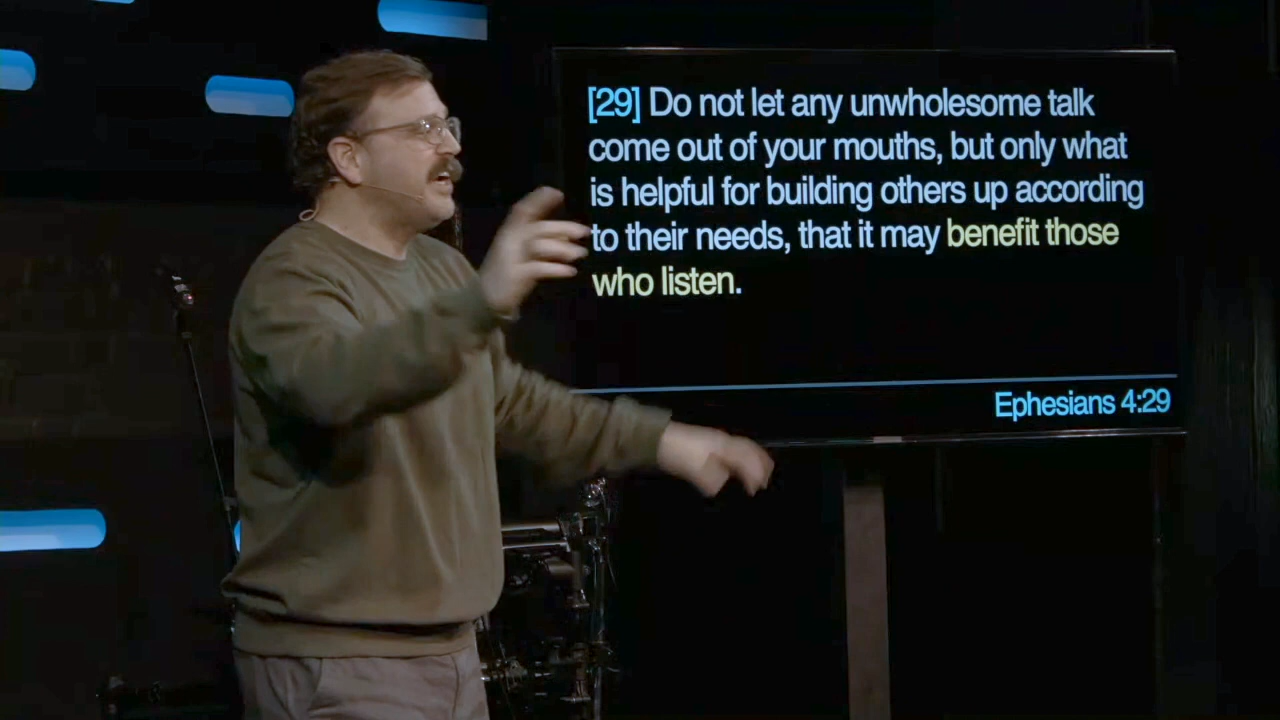 [29] Do not let any unwholesome talk
come out of your mouths, but only what
is helpful for building others up according
to their needs, that it may benefit those
who listen.
Ephesians 4:29